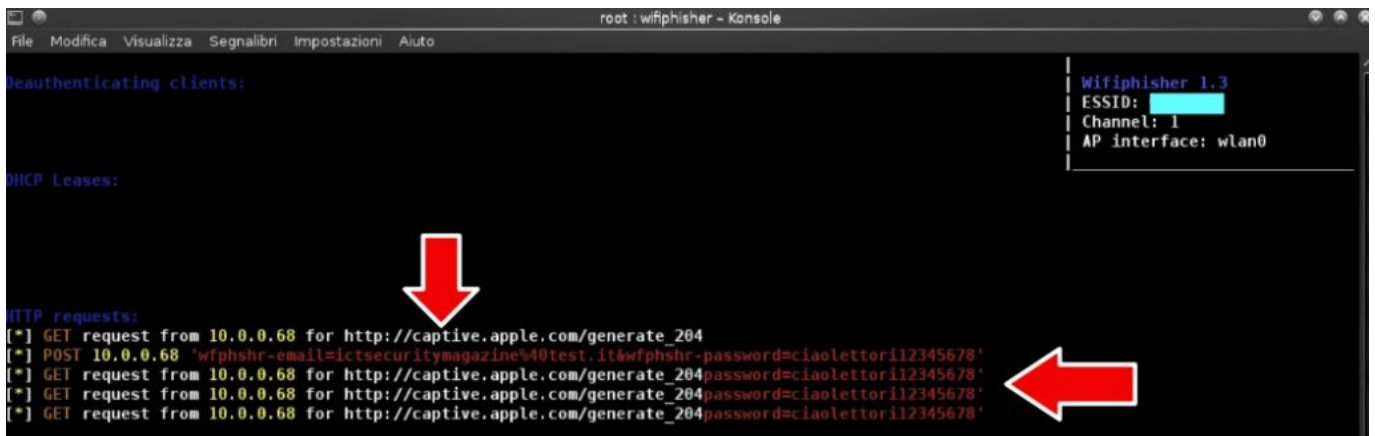 root : wifiphisher – Konsole
File Modifica Visualizza Segnalibri Impostazioni Aiuto
Deauthenticating clients:
Wifiphisher 1.3
ESSID:
Channel: 1
AP interface: wlan0
DHCP Leases:
HTTP requests:
[*] GET request from 10.0.0.68 for http://captive.apple.com/generate_204
[*] POST 10.0.0.68 'wfphshr-email=ictsecuritymagazine%40test.it&wfphshr-password=ciaolettori12345678'
[*] GET request from 10.0.0.68 for http://captive.apple.com/generate_204password=ciaolettori12345678'
[*] GET request from 10.0.0.68 for http://captive.apple.com/generate_204password=ciaolettori12345678'
[*] GET request from 10.0.0.68 for http://captive.apple.com/generate_204password=ciaolettori12345678'